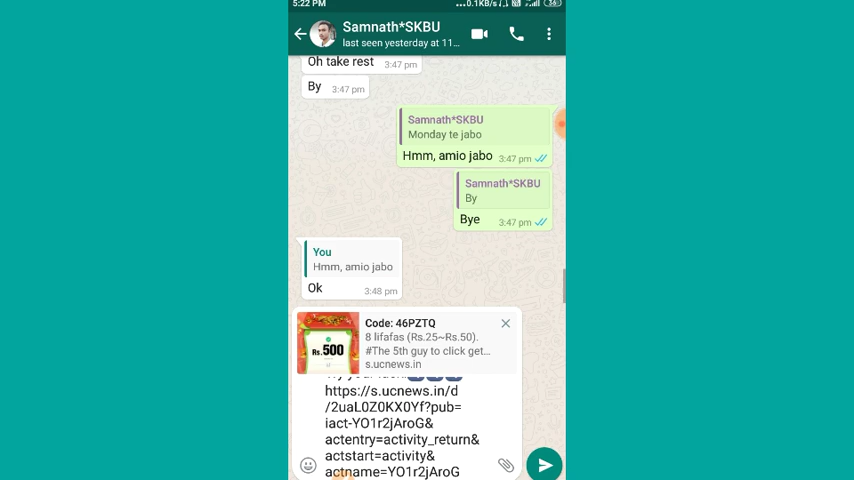 5:22 PM
...0.1KB/s
36
Samnath*SKBU
last seen yesterday at 11...
Oh take rest
3:47 pm
By
3:47 pm
Samnath*SKBU
Monday te jabo
Hmm, amio jabo
3:47 pm
Samnath*SKBU
By
Bye
3:47 pm
You
Hmm, amio jabo
Ok
3:48 pm
Rs.500
Code: 46PZTQ
8 lifafas (Rs.25~Rs.50).
#The 5th guy to click get...
s.ucnews.in
https://s.ucnews.in/d
/2uaL0Z0KX0Yf?pub=
iact-YO1r2jAroG&
actentry=activity_return&
actstart=activity&
actname=YO1r2jAroG